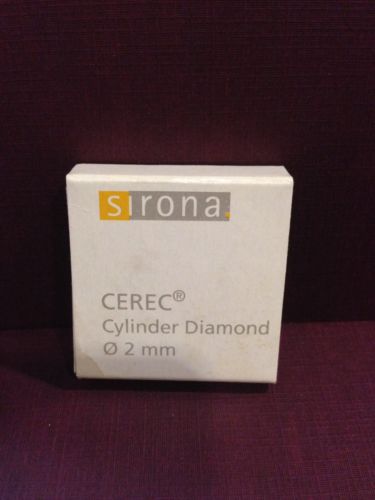 sirona.
CEREC®
Cylinder Diamond
Ø 2 mm